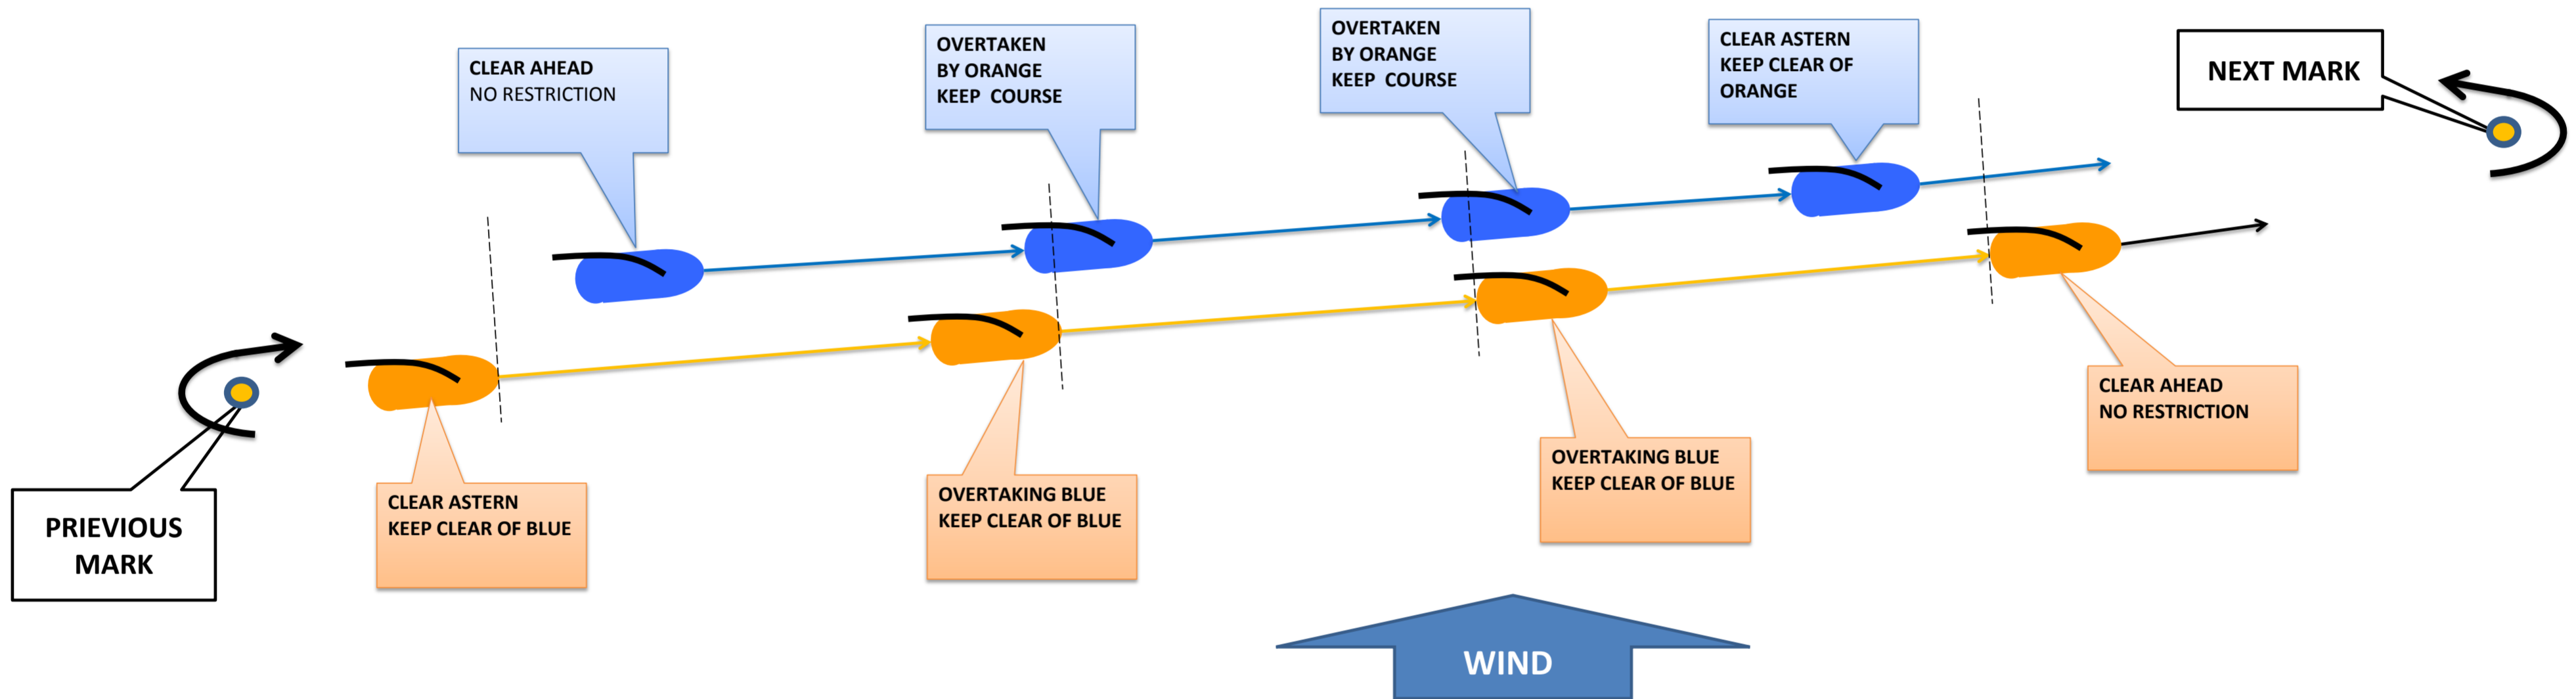 CLEAR AHEAD
NO RESTRICTION
OVERTAKEN
BY ORANGE
KEEP COURSE
OVERTAKEN
BY ORANGE
KEEP COURSE
CLEAR ASTERN
KEEP CLEAR OF
ORANGE
NEXT MARK
PRIEVIOUS
MARK
CLEAR ASTERN
KEEP CLEAR OF BLUE
OVERTAKING BLUE
KEEP CLEAR OF BLUE
OVERTAKING BLUE
KEEP CLEAR OF BLUE
CLEAR AHEAD
NO RESTRICTION
WIND